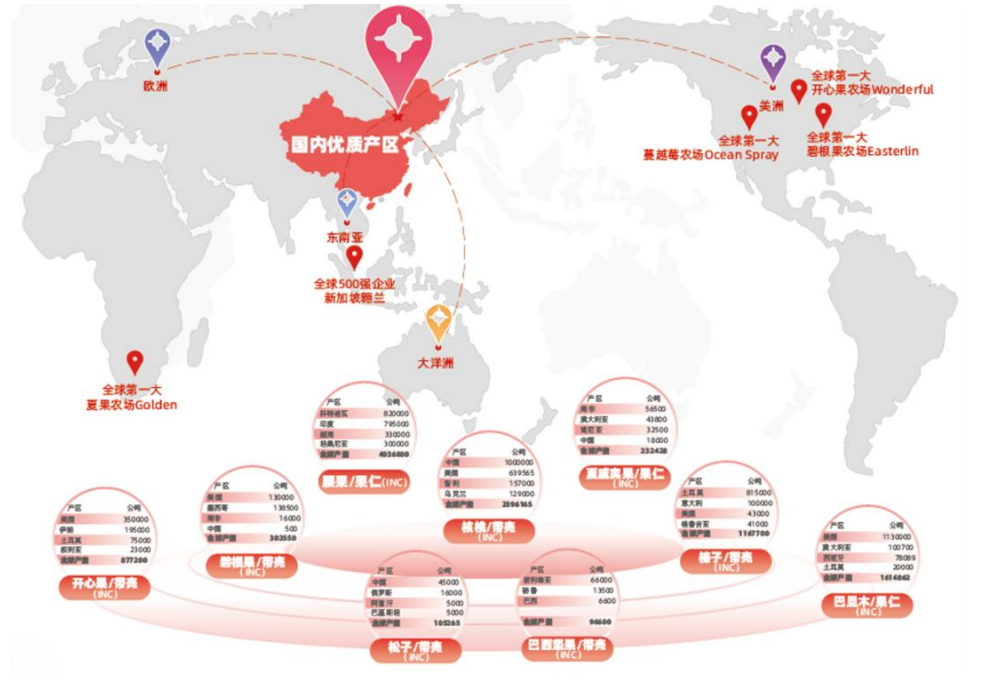 欧洲
国内优质产区
美洲
全球第一大
开心果农场Wonderful
全球第一大
蔓越莓农场Ocean Spray
全球第一大
碧根果农场Easterlin
东南亚
全球500强企业
新加坡翱兰
大洋洲
全球第一大
夏果农场Golden
产区 公吨
科特迪瓦 820000
印度 795000
越南 330000
坦桑尼亚 300000
全球产量 4036600
腰果/果仁(INC)
产区 公吨
南非 56500
澳大利亚 43800
肯尼亚 32500
中国 18000
全球产量 232428
夏威夷果/果仁
(INC)
产区 公吨
中国 1000000
美国 639565
智利 157000
乌克兰 129000
全球产量 2396165
核桃/带壳
(INC)
产区 公吨
美国 130000
墨西哥 138500
南非 16000
中国 500
全球产量 302550
碧根果/带壳
(INC)
产区 公吨
土耳其 815000
意大利 100000
美国 43000
格鲁吉亚 41000
全球产量 1167700
榛子/带壳
(INC)
产区 公吨
美国 350000
伊朗 195000
土耳其 75000
叙利亚 23000
全球产量 677200
开心果/带壳
(INC)
产区 公吨
美国 1130000
澳大利亚 100700
西班牙 78089
土耳其 20000
全球产量 1614862
巴旦木/果仁
(INC)
产区 公吨
中国 45000
俄罗斯 16000
阿富汗 5000
巴基斯坦 5000
全球产量 105265
松子/带壳
(INC)
产区 公吨
玻利维亚 66000
秘鲁 13500
巴西 6600
全球产量 96600
巴西坚果/带壳
(INC)